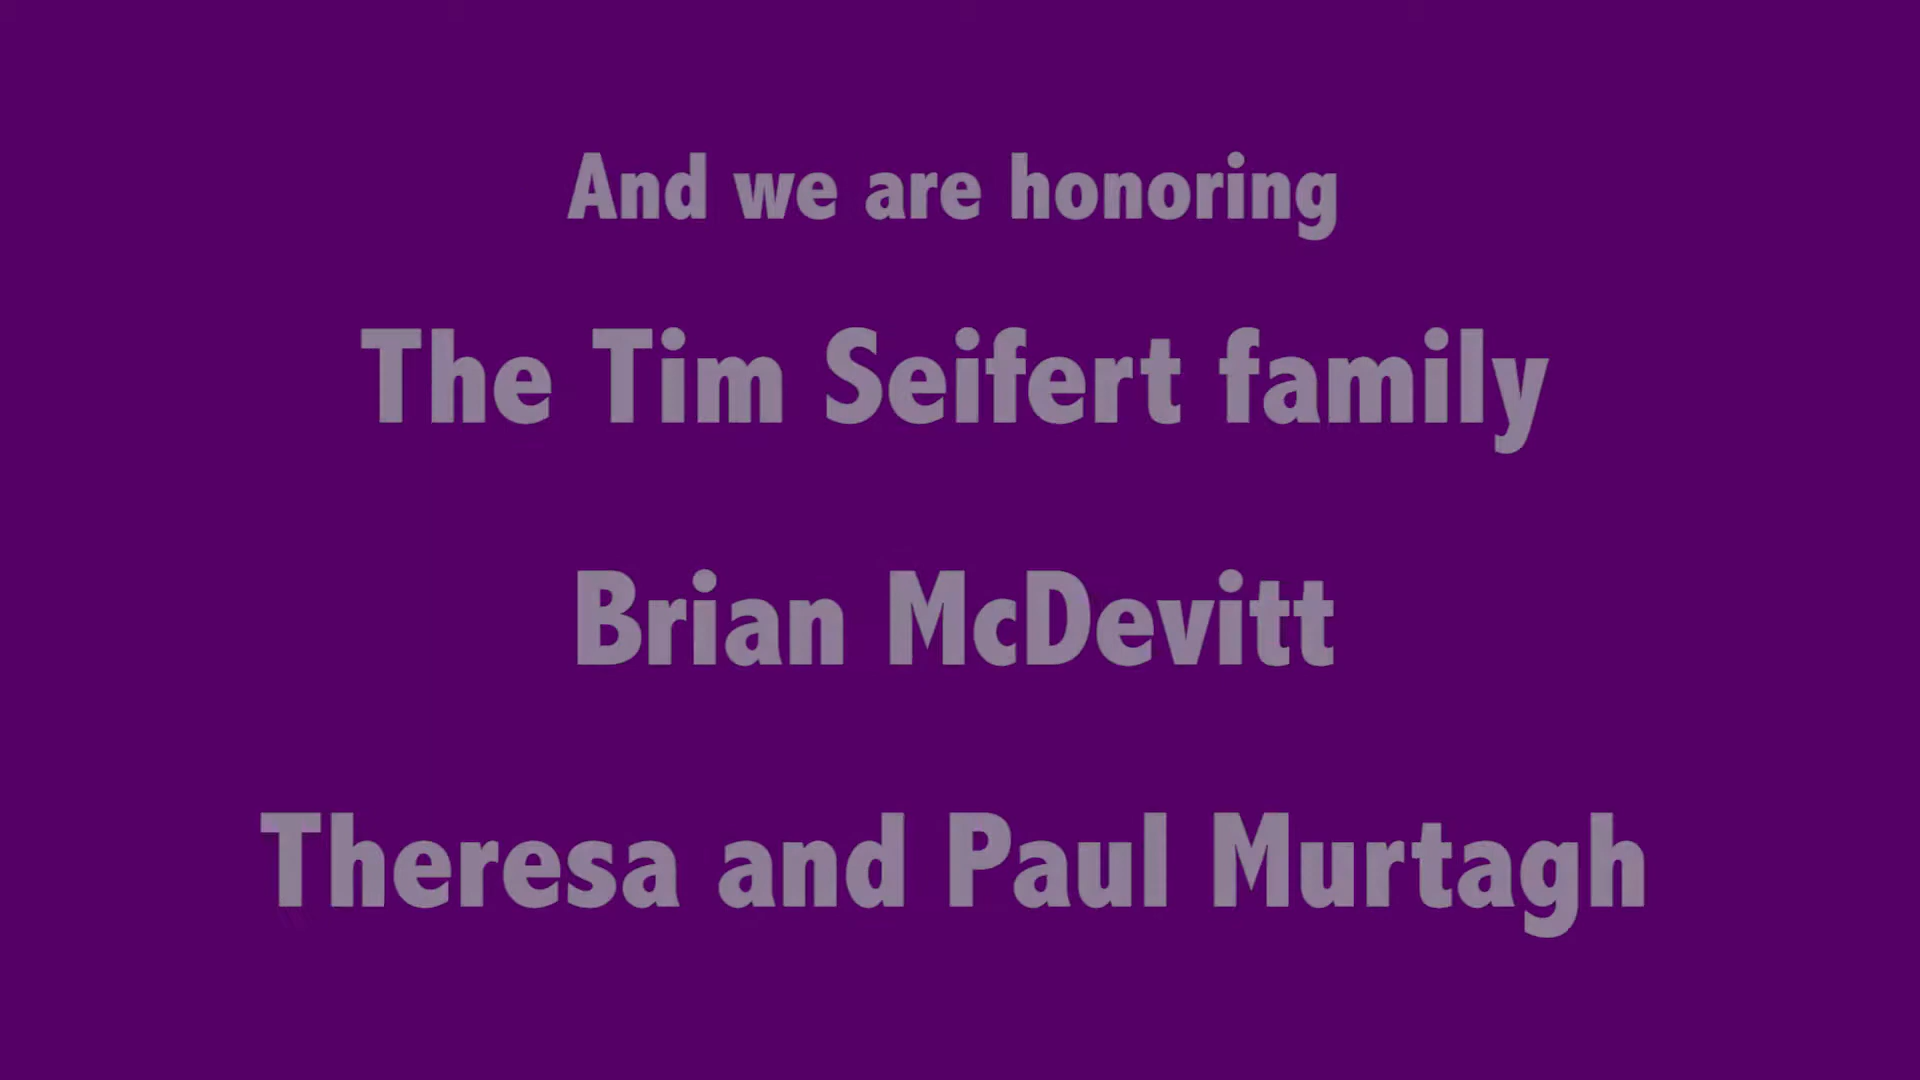 And we are honoring
The Tim Seifert family
Brian McDevitt
Theresa and Paul Murtagh